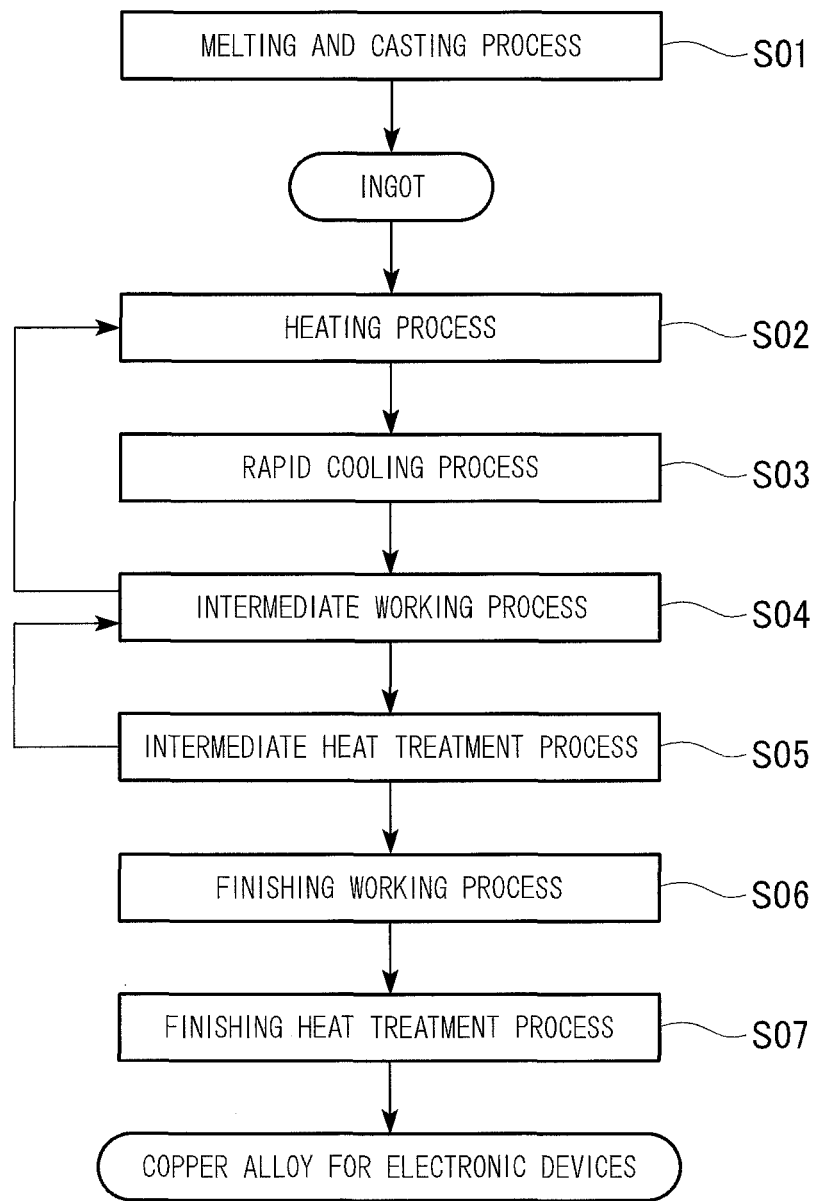 MELTING AND CASTING PROCESS
S01
INGOT
HEATING PROCESS
S02
RAPID COOLING PROCESS
S03
INTERMEDIATE WORKING PROCESS
S04
INTERMEDIATE HEAT TREATMENT PROCESS
S05
FINISHING WORKING PROCESS
S06
FINISHING HEAT TREATMENT PROCESS
S07
COPPER ALLOY FOR ELECTRONIC DEVICES